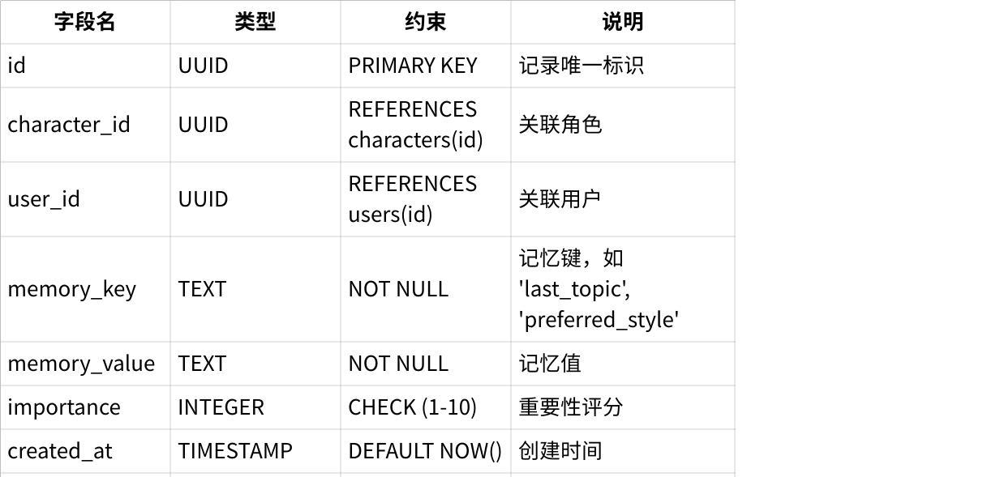 字段名 类型 约束 说明
id UUID PRIMARY KEY 记录唯一标识
character_id UUID REFERENCES characters(id) 关联角色
user_id UUID REFERENCES users(id) 关联用户
memory_key TEXT NOT NULL 记忆键，如
'last_topic',
'preferred_style'
memory_value TEXT NOT NULL 记忆值
importance INTEGER CHECK (1-10) 重要性评分
created_at TIMESTAMP DEFAULT NOW() 创建时间